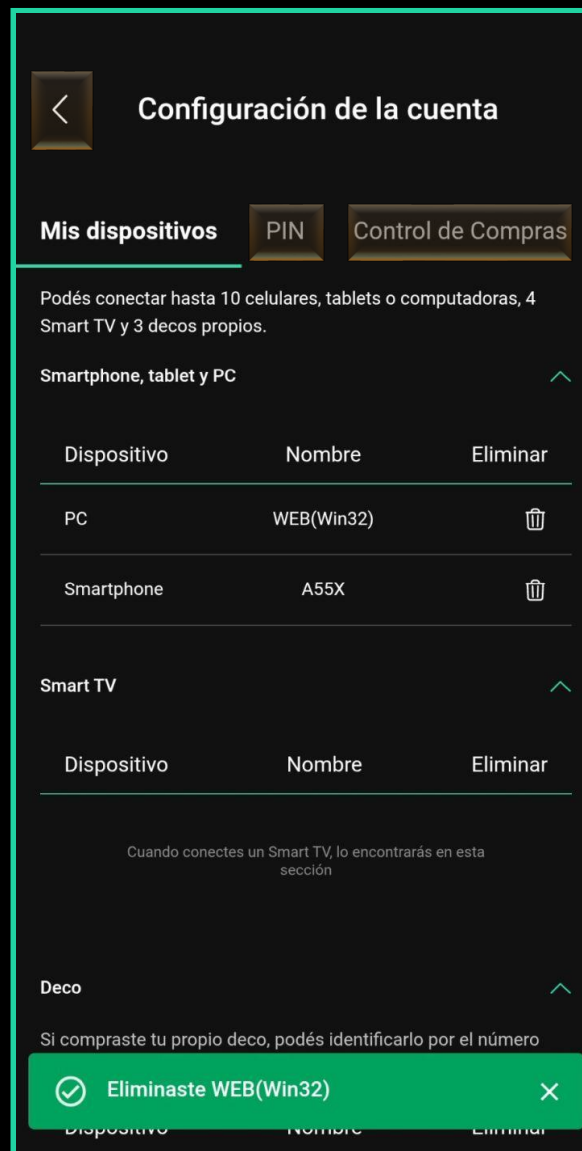 Configuración de la cuenta
Mis dispositivos PIN Control de Compras
Podés conectar hasta 10 celulares, tablets o computadoras, 4
Smart TV y 3 decos propios.
Smartphone, tablet y PC
Dispositivo Nombre Eliminar
PC WEB(Win32)
Smartphone A55X
Smart TV
Dispositivo Nombre Eliminar
Cuando conectes un Smart TV, lo encontrarás en esta
sección
Deco
Si compraste tu propio deco, podés identificarlo por el número
Eliminaste WEB(Win32)
Dispositivo Nombre Eliminar